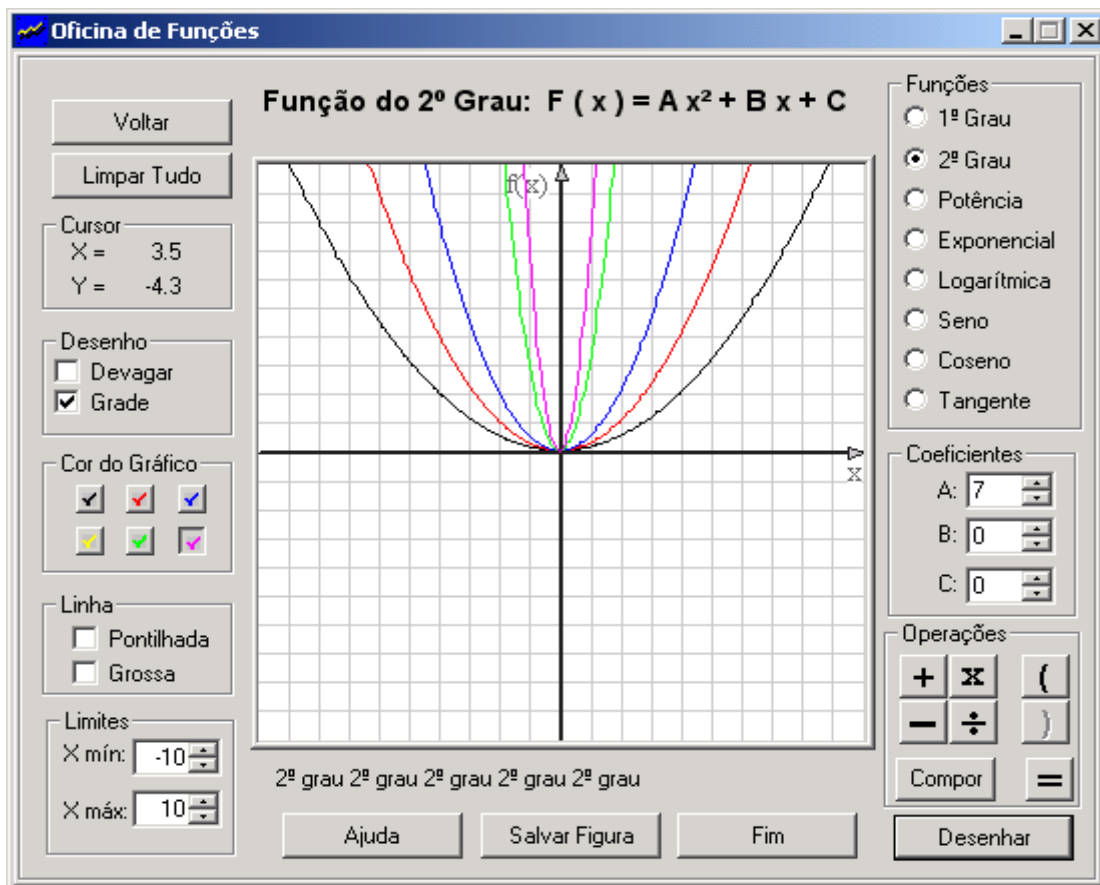 Oficina de Funções
Voltar
Limpar Tudo
Cursor
X = 3.5
Y = -4.3
Desenho
Devagar
Grade
Cor do Gráfico
Linha
Pontilhada
Grossa
Limites
X mín: -10
X máx: 10
Função do 2º Grau: F ( x ) = A x² + B x + C
f(x)
x
2º grau 2º grau 2º grau 2º grau 2º grau
Ajuda
Salvar Figura
Fim
Funções
1º Grau
2º Grau
Potência
Exponencial
Logarítmica
Seno
Coseno
Tangente
Coeficientes
A: 7
B: 0
C: 0
Operações
+ x (
− ÷ )
Compor =
Desenhar